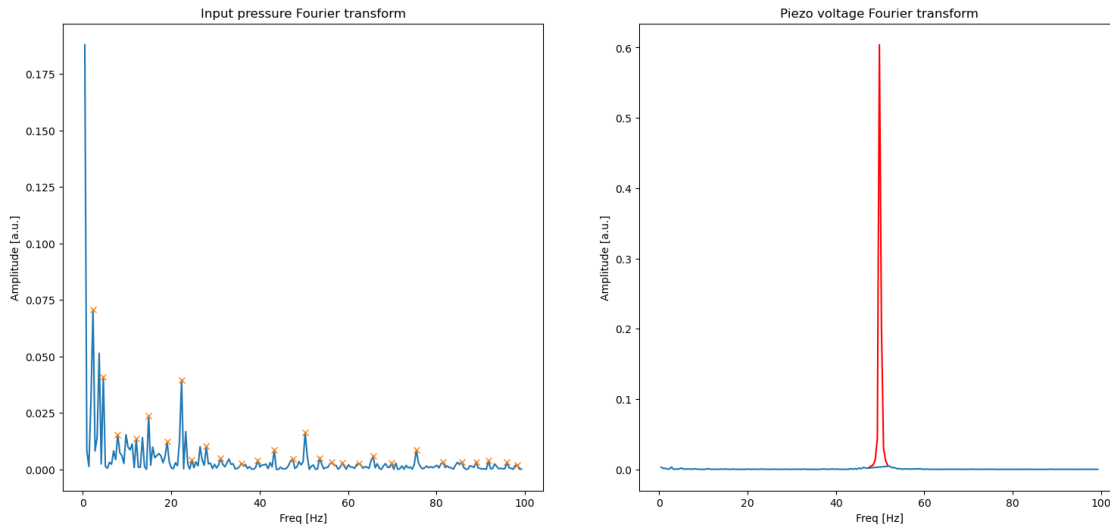 Input pressure Fourier transform
Amplitude [a.u.]
0.175
0.150
0.125
0.100
0.075
0.050
0.025
0.000
0 20 40 60 80 100
Freq [Hz]
Piezo voltage Fourier transform
Amplitude [a.u.]
0.6
0.5
0.4
0.3
0.2
0.1
0.0
0 20 40 60 80 100
Freq [Hz]